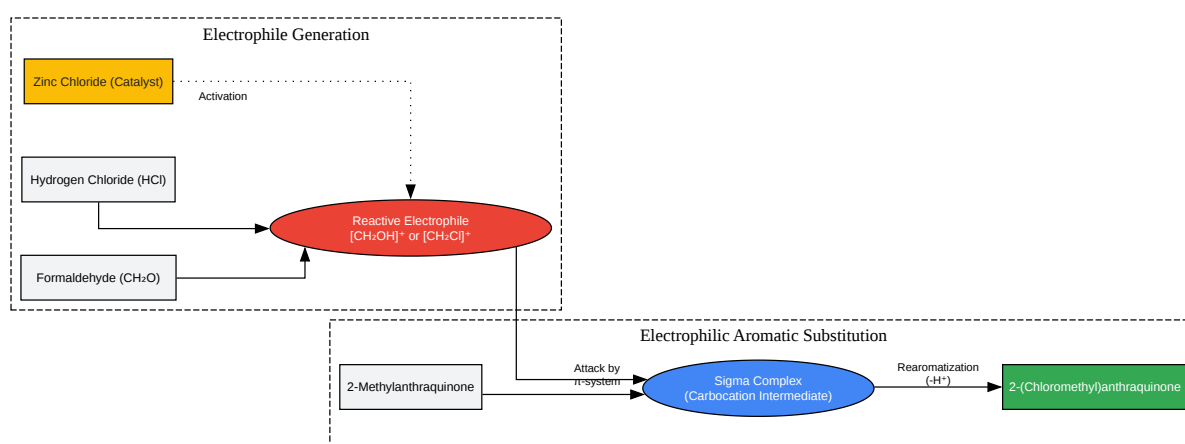 Electrophile Generation
Zinc Chloride (Catalyst)
Activation
Hydrogen Chloride (HCl)
Reactive Electrophile
[CH₂OH]⁺ or [CH₂Cl]⁺
Formaldehyde (CH₂O)
Electrophilic Aromatic Substitution
2-Methylanthraquinone
Attack by
π-system
Sigma Complex
(Carbocation Intermediate)
Rearomatization
(-H⁺)
2-(Chloromethyl)anthraquinone